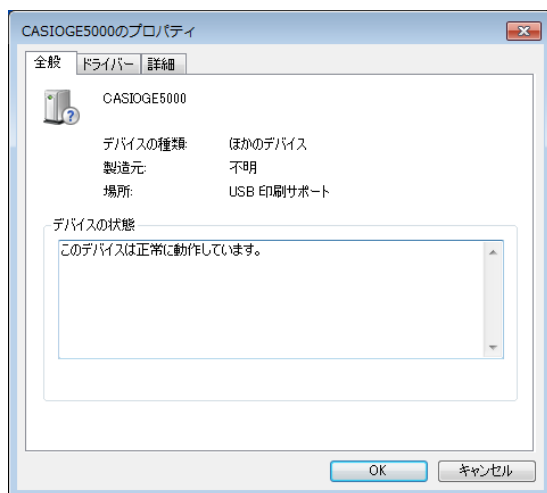 CASIOGE5000のプロパティ
全般 ドライバー 詳細
CASIOGE5000
デバイスの種類: ほかのデバイス
製造元: 不明
場所: USB 印刷サポート
デバイスの状態
このデバイスは正常に動作しています。
OK キャンセル